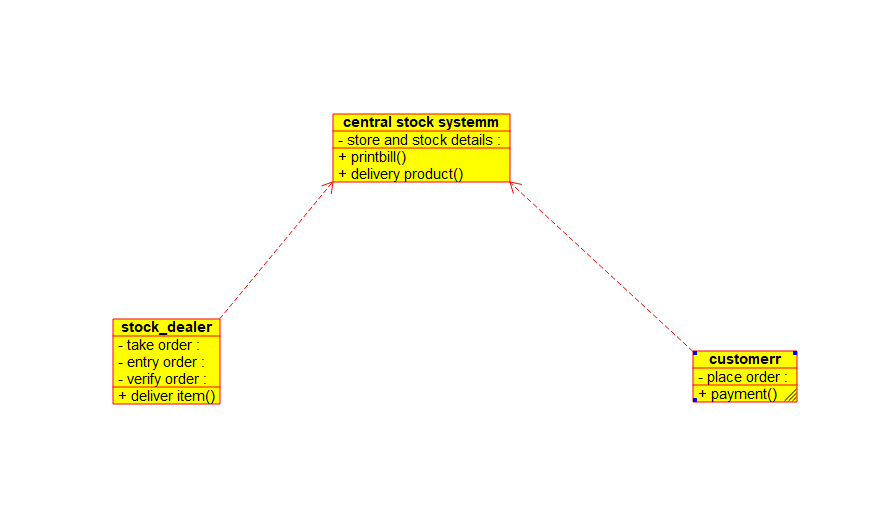 central stock systemm
- store and stock details :
+ printbill()
+ delivery product()
stock_dealer
- take order :
- entry order :
- verify order :
+ deliver item()
customerr
- place order :
+ payment()